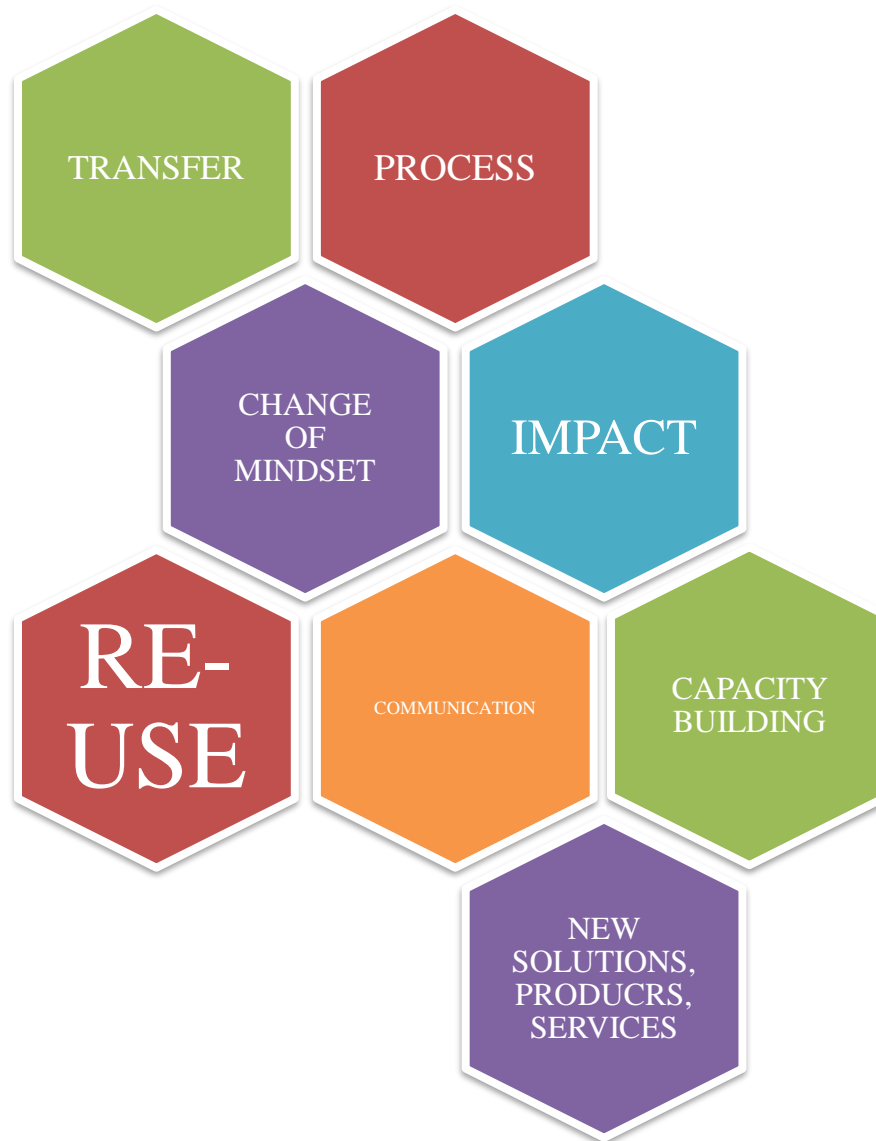 TRANSFER
PROCESS
CHANGE
OF
MINDSET
IMPACT
RE-
USE
COMMUNICATION
CAPACITY
BUILDING
NEW
SOLUTIONS,
PRODUCRS,
SERVICES